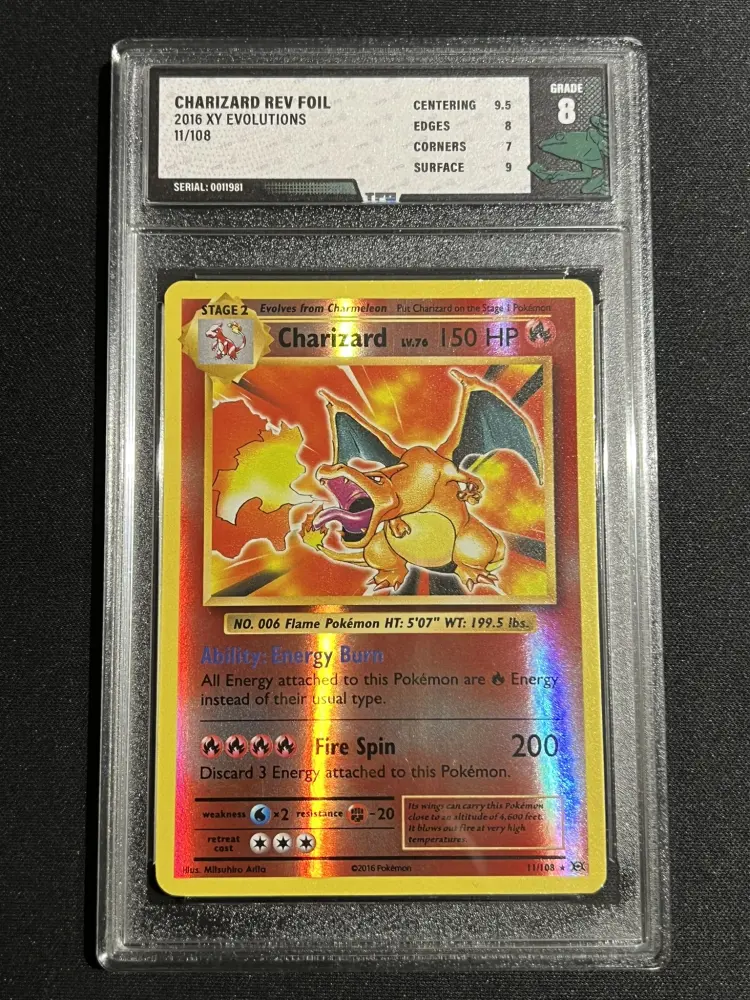 CHARIZARD REV FOIL
2016 XY EVOLUTIONS
11/108
CENTERING 9.5
EDGES 8
CORNERS 7
SURFACE 9
GRADE
8
SERIAL: 0011981
STAGE 2 Evolves from Charmeleon Put Charizard on the Stage 1 Pokémon
Charizard LV.76 150 HP
NO. 006 Flame Pokémon HT: 5'07" WT: 199.5 lbs.
Ability: Energy Burn
All Energy attached to this Pokémon are Energy
instead of their usual type.
Fire Spin 200
Discard 3 Energy attached to this Pokémon.
weakness ×2 resistance -20
retreat
cost
Its wings can carry this Pokémon
close to an altitude of 4,600 feet.
It blows out fire at very high
temperatures.
Illus. Mitsuhiro Arita ©2016 Pokémon 11/108 ★